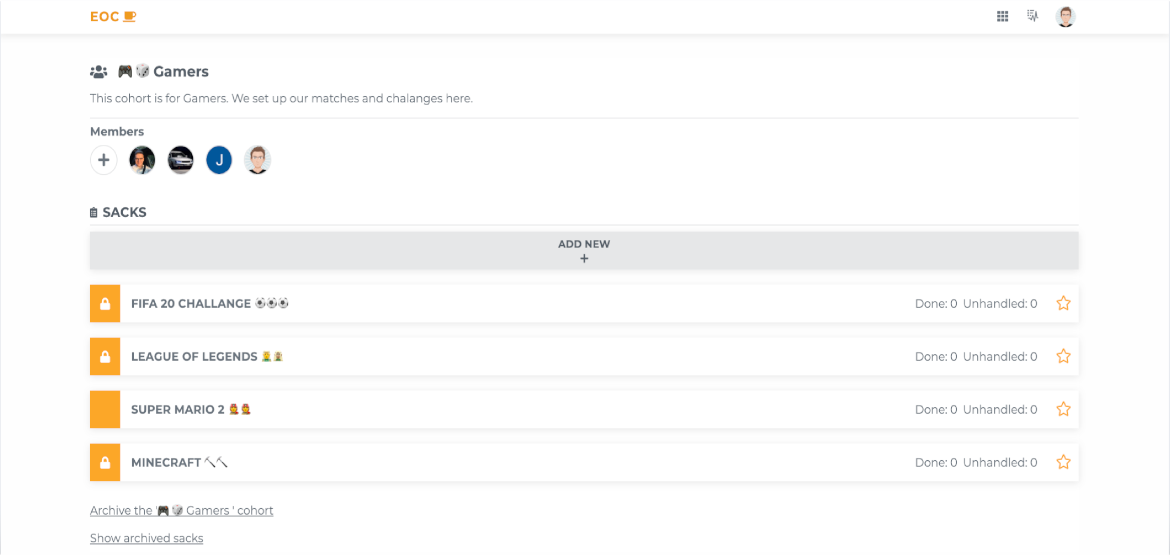 EOC
Gamers
This cohort is for Gamers. We set up our matches and chalanges here.
Members
+
J
SACKS
ADD NEW
+
FIFA 20 CHALLANGE ⚽⚽⚽ Done: 0 Unhandled: 0
LEAGUE OF LEGENDS Done: 0 Unhandled: 0
SUPER MARIO 2 Done: 0 Unhandled: 0
MINECRAFT Done: 0 Unhandled: 0
Archive the '🎮🎲 Gamers ' cohort
Show archived sacks